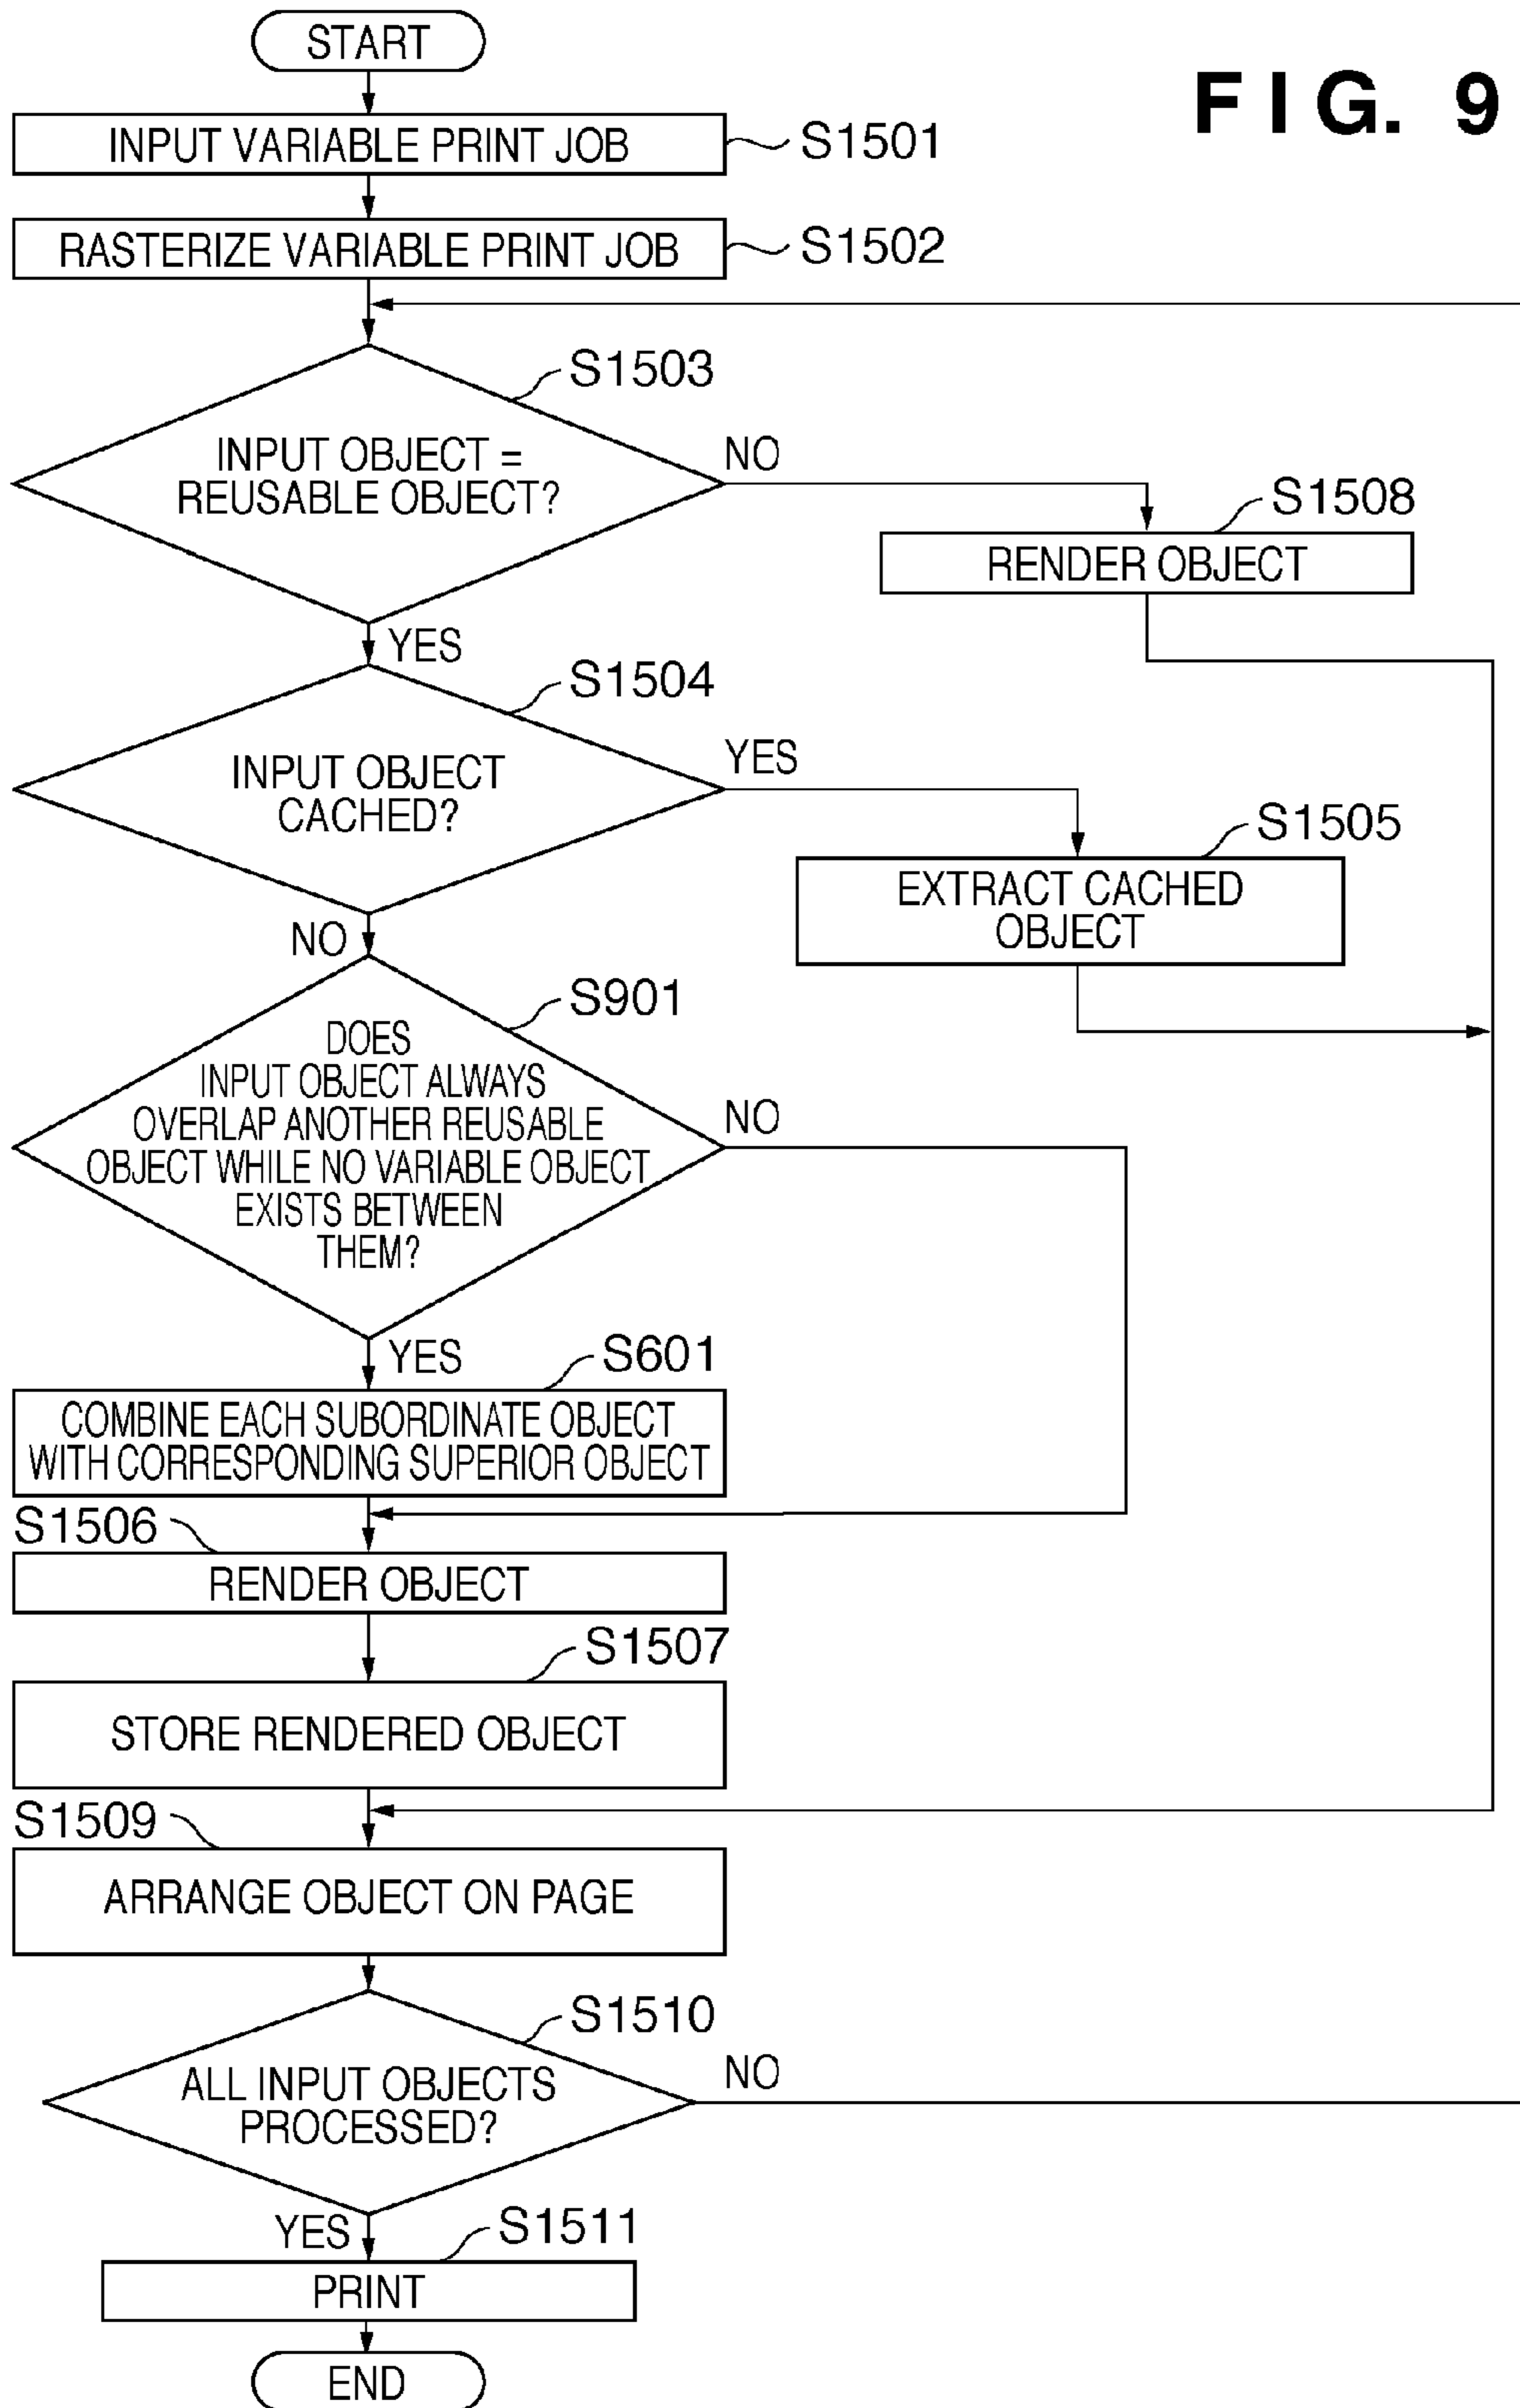 START
FIG. 9
INPUT VARIABLE PRINT JOB
S1501
RASTERIZE VARIABLE PRINT JOB
S1502
S1503
INPUT OBJECT =
REUSABLE OBJECT?
NO
S1508
RENDER OBJECT
YES
S1504
INPUT OBJECT
CACHED?
YES
S1505
EXTRACT CACHED
OBJECT
NO
S901
DOES
INPUT OBJECT ALWAYS
OVERLAP ANOTHER REUSABLE
OBJECT WHILE NO VARIABLE OBJECT
EXISTS BETWEEN
THEM?
NO
YES
S601
COMBINE EACH SUBORDINATE OBJECT
WITH CORRESPONDING SUPERIOR OBJECT
S1506
RENDER OBJECT
S1507
STORE RENDERED OBJECT
S1509
ARRANGE OBJECT ON PAGE
S1510
ALL INPUT OBJECTS
PROCESSED?
NO
YES
S1511
PRINT
END